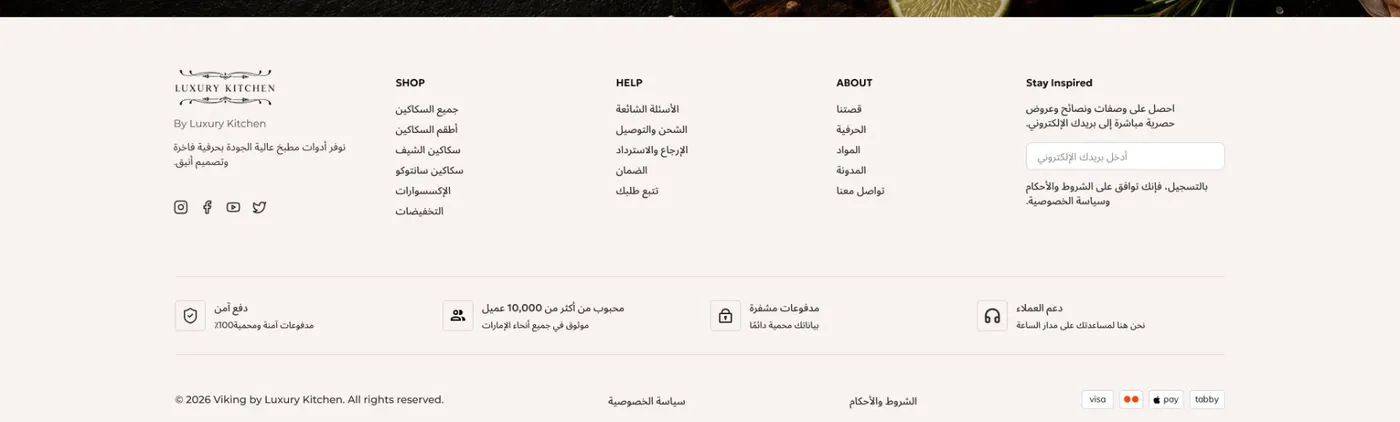 LUXURY KITCHEN
By Luxury Kitchen
نوفر أدوات مطبخ عالية الجودة بحرفية فاخرة
وتصميم أنيق.
SHOP
جميع السكاكين
أطقم السكاكين
سكاكين الشيف
سكاكين سانتوكو
الإكسسوارات
التخفيضات
HELP
الأسئلة الشائعة
الشحن والتوصيل
الإرجاع والاسترداد
الضمان
تتبع طلبك
ABOUT
قصتنا
الحرفية
المواد
المدونة
تواصل معنا
Stay Inspired
احصل على وصفات ونصائح وعروض
حصرية مباشرة إلى بريدك الإلكتروني.
أدخل بريدك الإلكتروني
بالتسجيل، فإنك توافق على الشروط والأحكام
وسياسة الخصوصية.
دفع آمن
مدفوعات آمنة ومحمية100٪
محبوب من أكثر من 10,000 عميل
موثوق في جميع أنحاء الإمارات
مدفوعات مشفرة
بياناتك محمية دائمًا
دعم العملاء
نحن هنا لمساعدتك على مدار الساعة
© 2026 Viking by Luxury Kitchen. All rights reserved.
سياسة الخصوصية
الشروط والأحكام
visa
pay
tabby